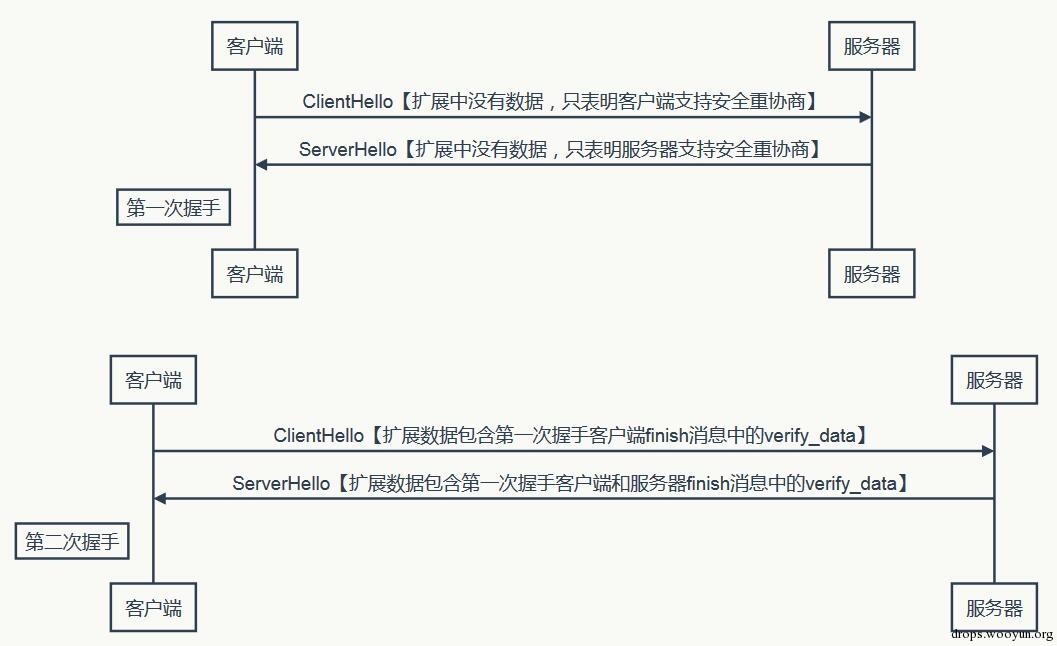 客户端 服务器
ClientHello【扩展中没有数据，只表明客户端支持安全重协商】
ServerHello【扩展中没有数据，只表明服务器支持安全重协商】
第一次握手
客户端 服务器
客户端 服务器
ClientHello【扩展数据包含第一次握手客户端finish消息中的verify_data】
ServerHello【扩展数据包含第一次握手客户端和服务器finish消息中的verify_data】
第二次握手
客户端 服务器
drops.wooyun.org